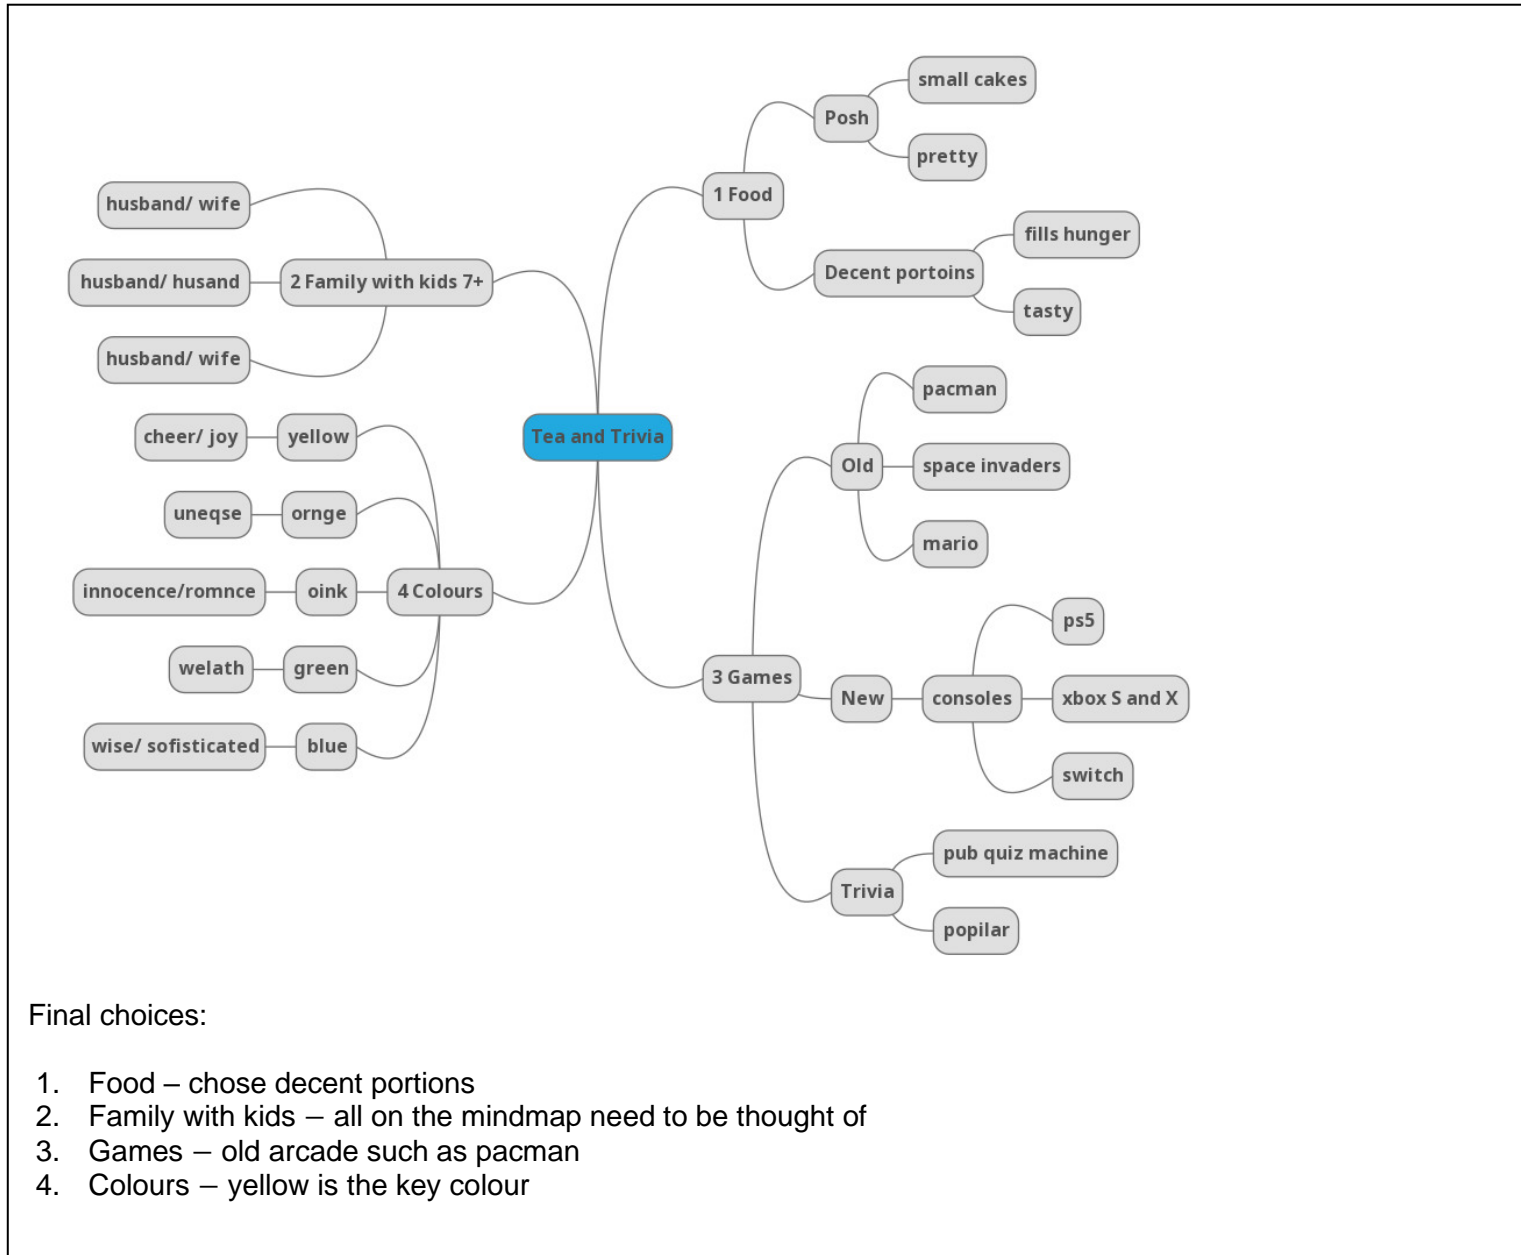 small cakes
Posh
pretty
1 Food
husband/ wife
fills hunger
husband/ husand
2 Family with kids 7+
Decent portoins
tasty
husband/ wife
pacman
cheer/ joy
yellow
Tea and Trivia
Old
space invaders
uneqse
ornge
mario
innocence/romnce
oink
4 Colours
ps5
welath
green
3 Games
New
consoles
xbox S and X
wise/ sofisticated
blue
switch
pub quiz machine
Trivia
popilar
Final choices:
1. Food – chose decent portions
2. Family with kids – all on the mindmap need to be thought of
3. Games – old arcade such as pacman
4. Colours – yellow is the key colour